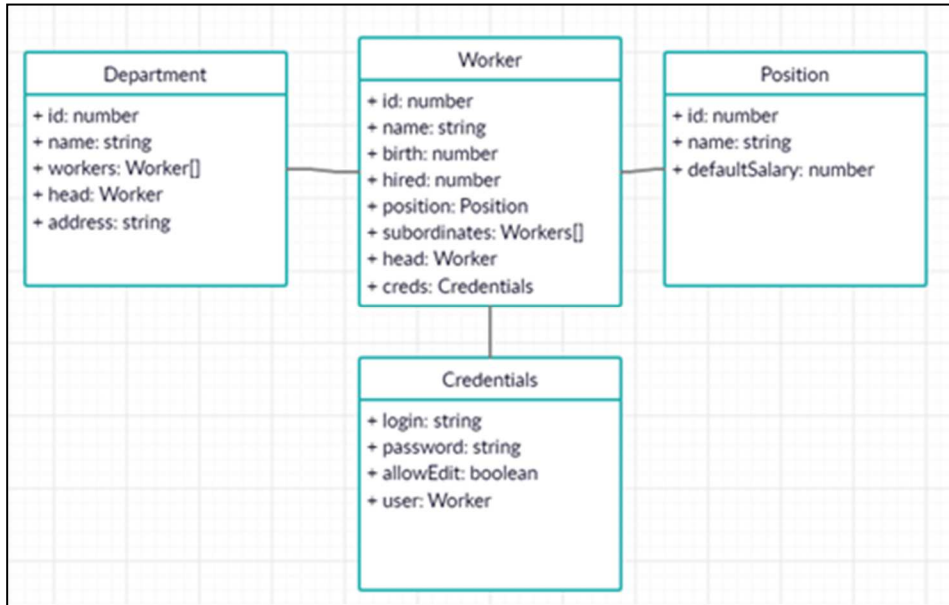 Department
+ id: number
+ name: string
+ workers: Worker[]
+ head: Worker
+ address: string
Worker
+ id: number
+ name: string
+ birth: number
+ hired: number
+ position: Position
+ subordinates: Workers[]
+ head: Worker
+ creds: Credentials
Position
+ id: number
+ name: string
+ defaultSalary: number
Credentials
+ login: string
+ password: string
+ allowEdit: boolean
+ user: Worker